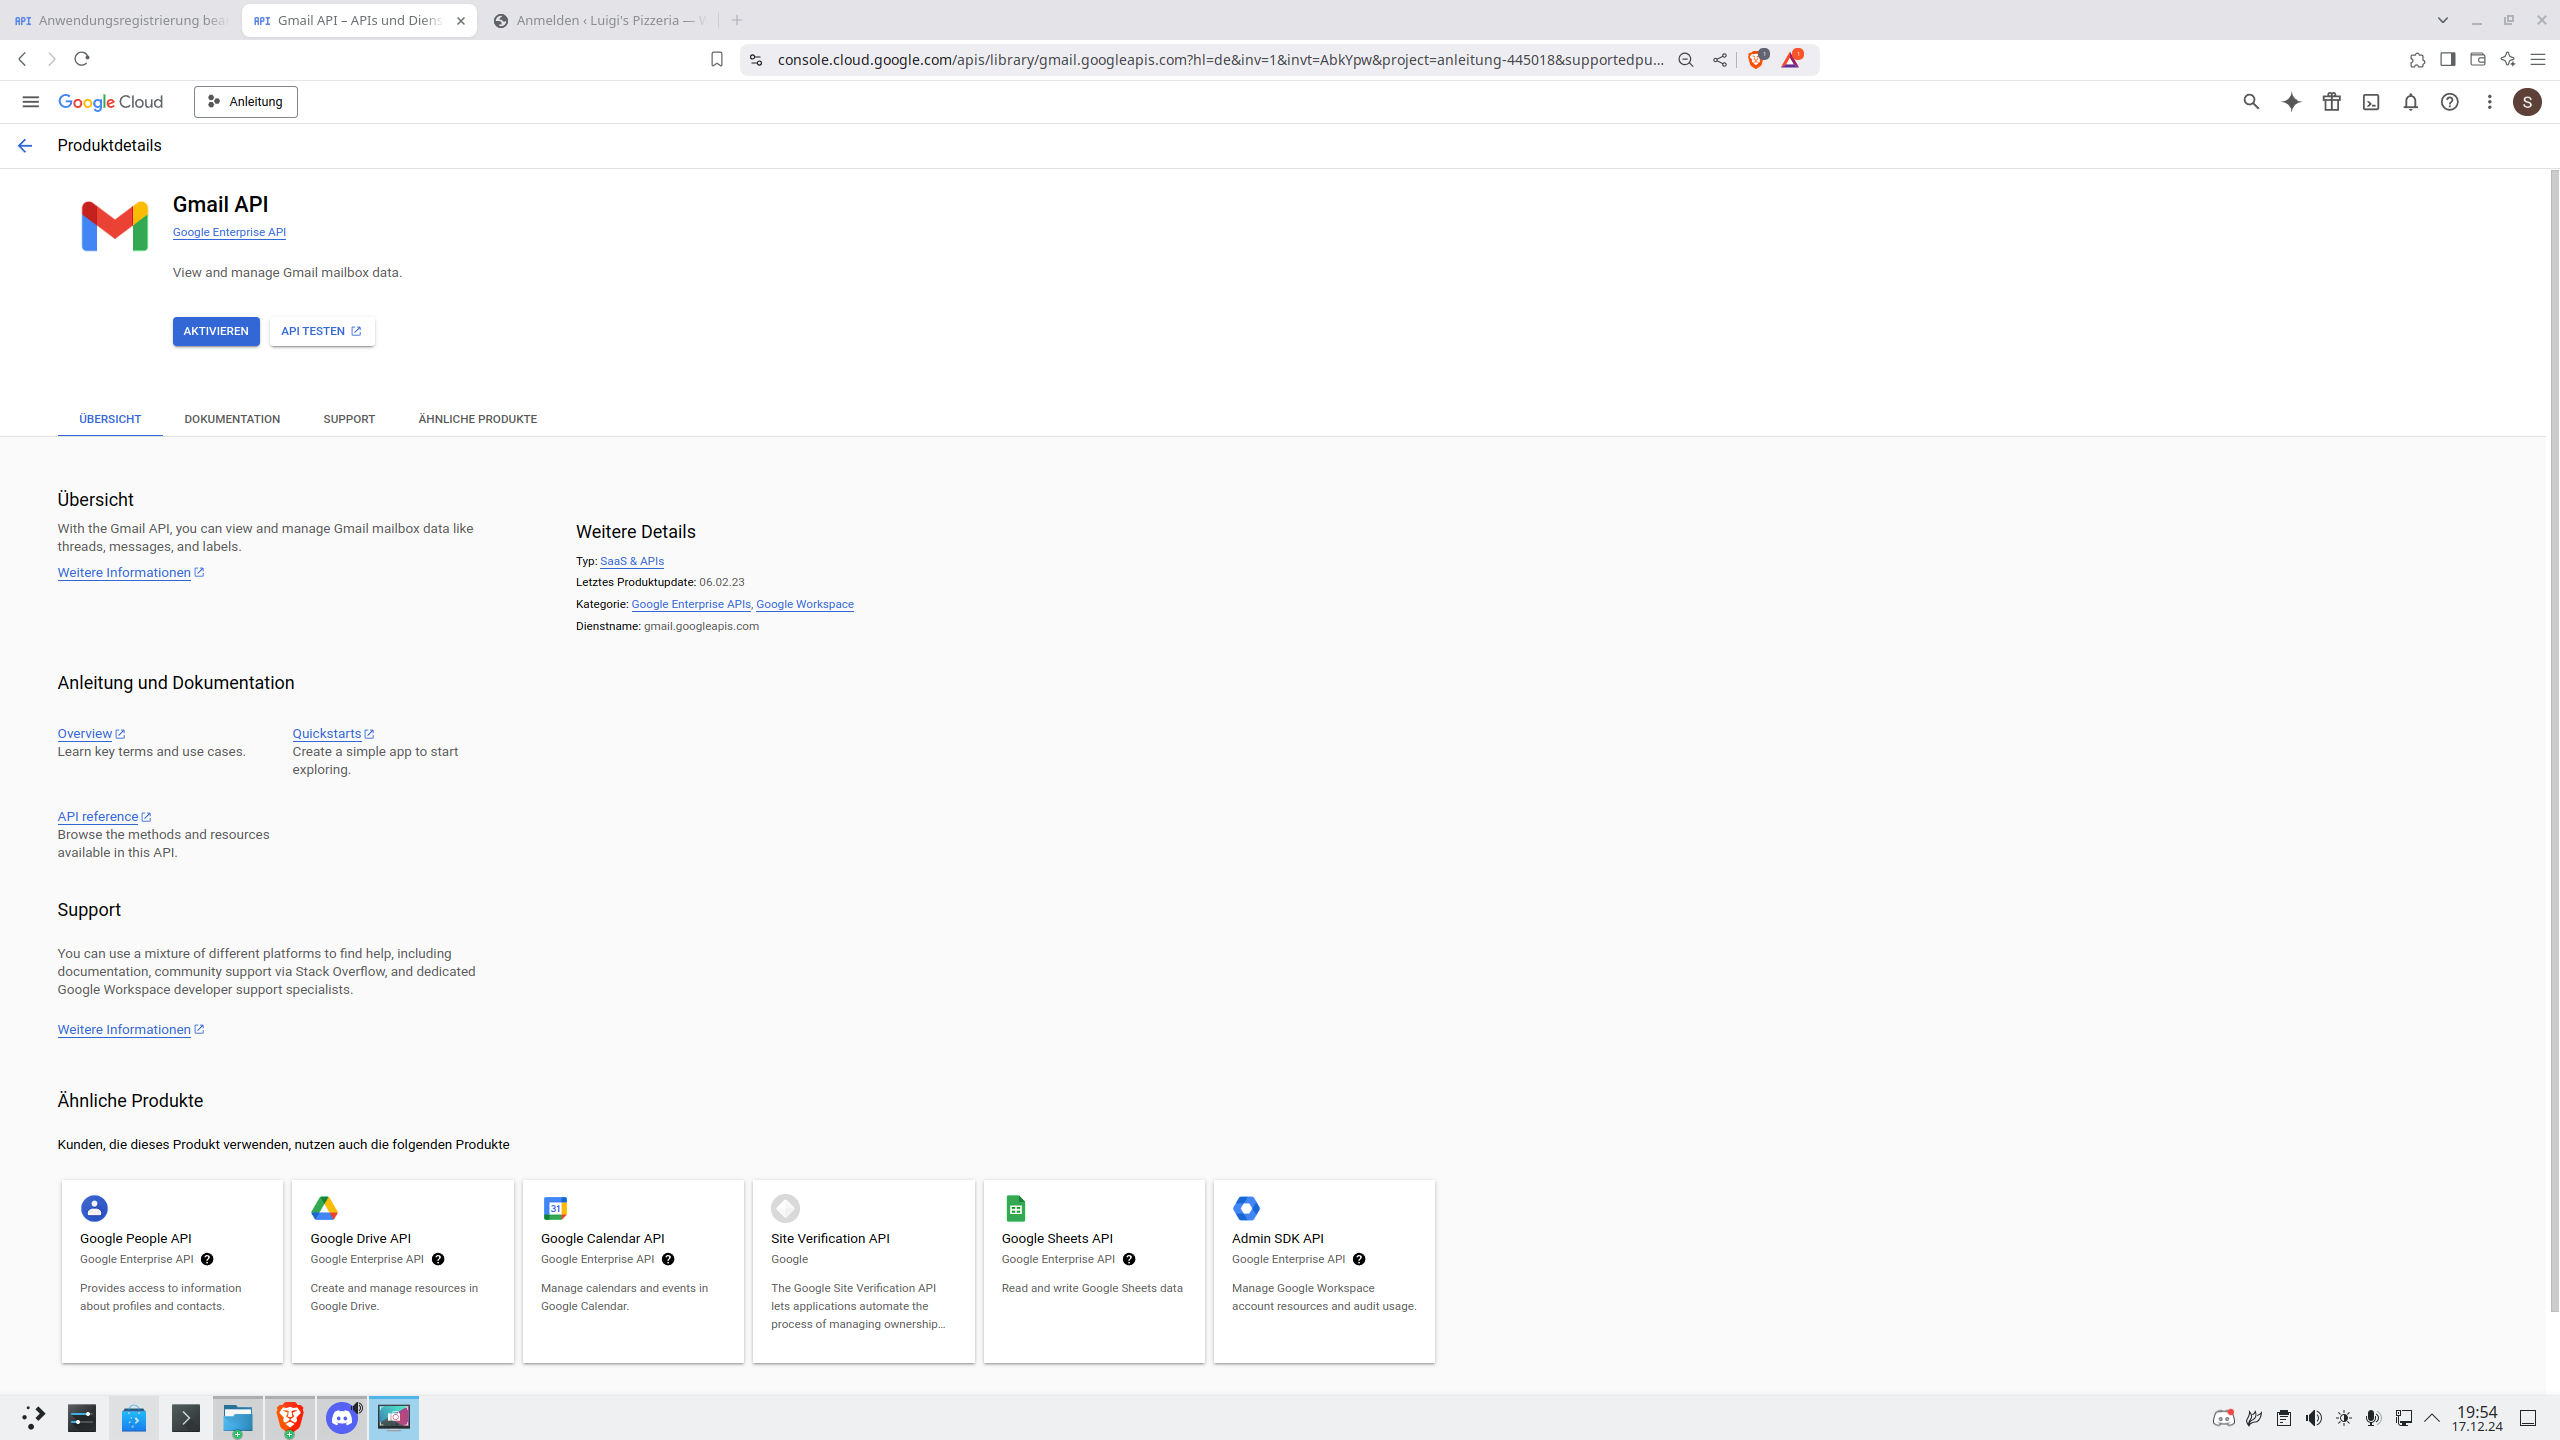 API Anwendungsregistrierung bea
API Gmail API – APIs und Diens
Anmelden ‹ Luigi's Pizzeria — W
console.cloud.google.com/apis/library/gmail.googleapis.com?hl=de&inv=1&invt=AbkYpw&project=anleitung-445018&supportedpu...
Google Cloud
Anleitung
S
Produktdetails
Gmail API
Google Enterprise API
View and manage Gmail mailbox data.
AKTIVIEREN
API TESTEN
ÜBERSICHT
DOKUMENTATION
SUPPORT
ÄHNLICHE PRODUKTE
Übersicht
With the Gmail API, you can view and manage Gmail mailbox data like
threads, messages, and labels.
Weitere Informationen
Weitere Details
Typ: SaaS & APIs
Letztes Produktupdate: 06.02.23
Kategorie: Google Enterprise APIs, Google Workspace
Dienstname: gmail.googleapis.com
Anleitung und Dokumentation
Overview
Learn key terms and use cases.
Quickstarts
Create a simple app to start
exploring.
API reference
Browse the methods and resources
available in this API.
Support
You can use a mixture of different platforms to find help, including
documentation, community support via Stack Overflow, and dedicated
Google Workspace developer support specialists.
Weitere Informationen
Ähnliche Produkte
Kunden, die dieses Produkt verwenden, nutzen auch die folgenden Produkte
Google People API
Google Enterprise API
Provides access to information
about profiles and contacts.
Google Drive API
Google Enterprise API
Create and manage resources in
Google Drive.
31
Google Calendar API
Google Enterprise API
Manage calendars and events in
Google Calendar.
Site Verification API
Google
The Google Site Verification API
lets applications automate the
process of managing ownership...
Google Sheets API
Google Enterprise API
Read and write Google Sheets data
Admin SDK API
Google Enterprise API
Manage Google Workspace
account resources and audit usage.
19:54
17.12.24